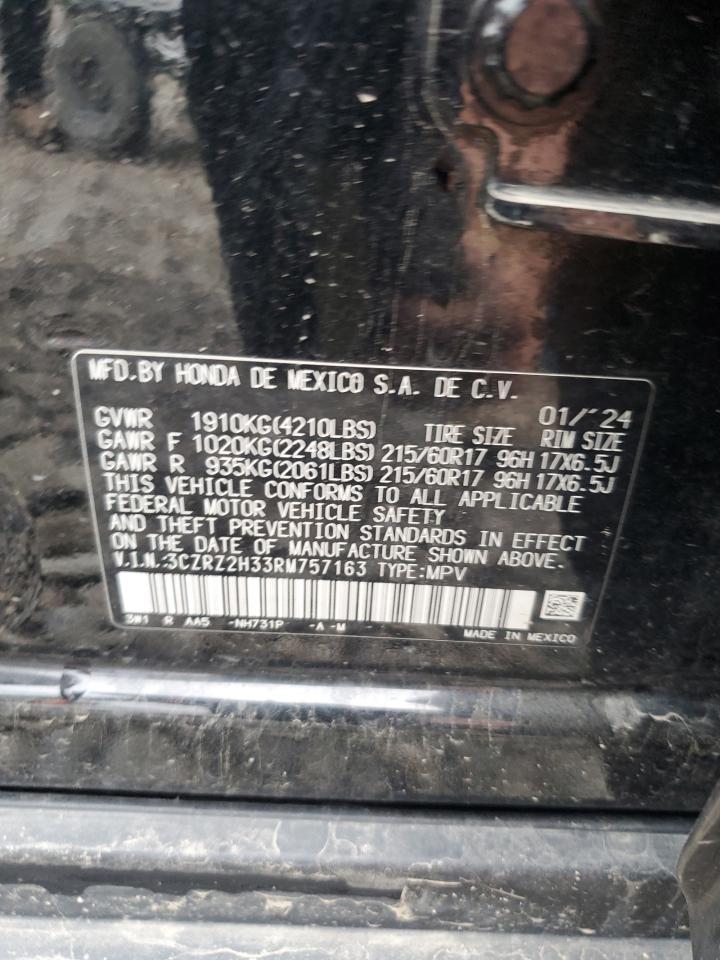 MFD.BY HONDA DE MEXICO S.A. DE C.V.
01/'24
GVWR 1910KG(4210LBS) TIRE SIZE RIM SIZE
GAWR F 1020KG(2248LBS) 215/60R17 96H 17X6.5J
GAWR R 935KG(2061LBS) 215/60R17 96H 17X6.5J
THIS VEHICLE CONFORMS TO ALL APPLICABLE
FEDERAL MOTOR VEHICLE SAFETY
AND THEFT PREVENTION STANDARDS IN EFFECT
ON THE DATE OF MANUFACTURE SHOWN ABOVE.
V.I.N.:3CZRZ2H33RM757163 TYPE:MPV
3W1 R AA5 -NH731P -A -M
MADE IN MEXICO